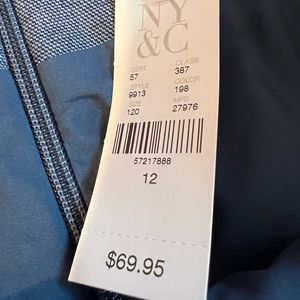 NY
&C
DEPT CLASS
57 387
STYLE COLOR
9913 198
SIZE MFG
120 27976
57217888
12
$69.95